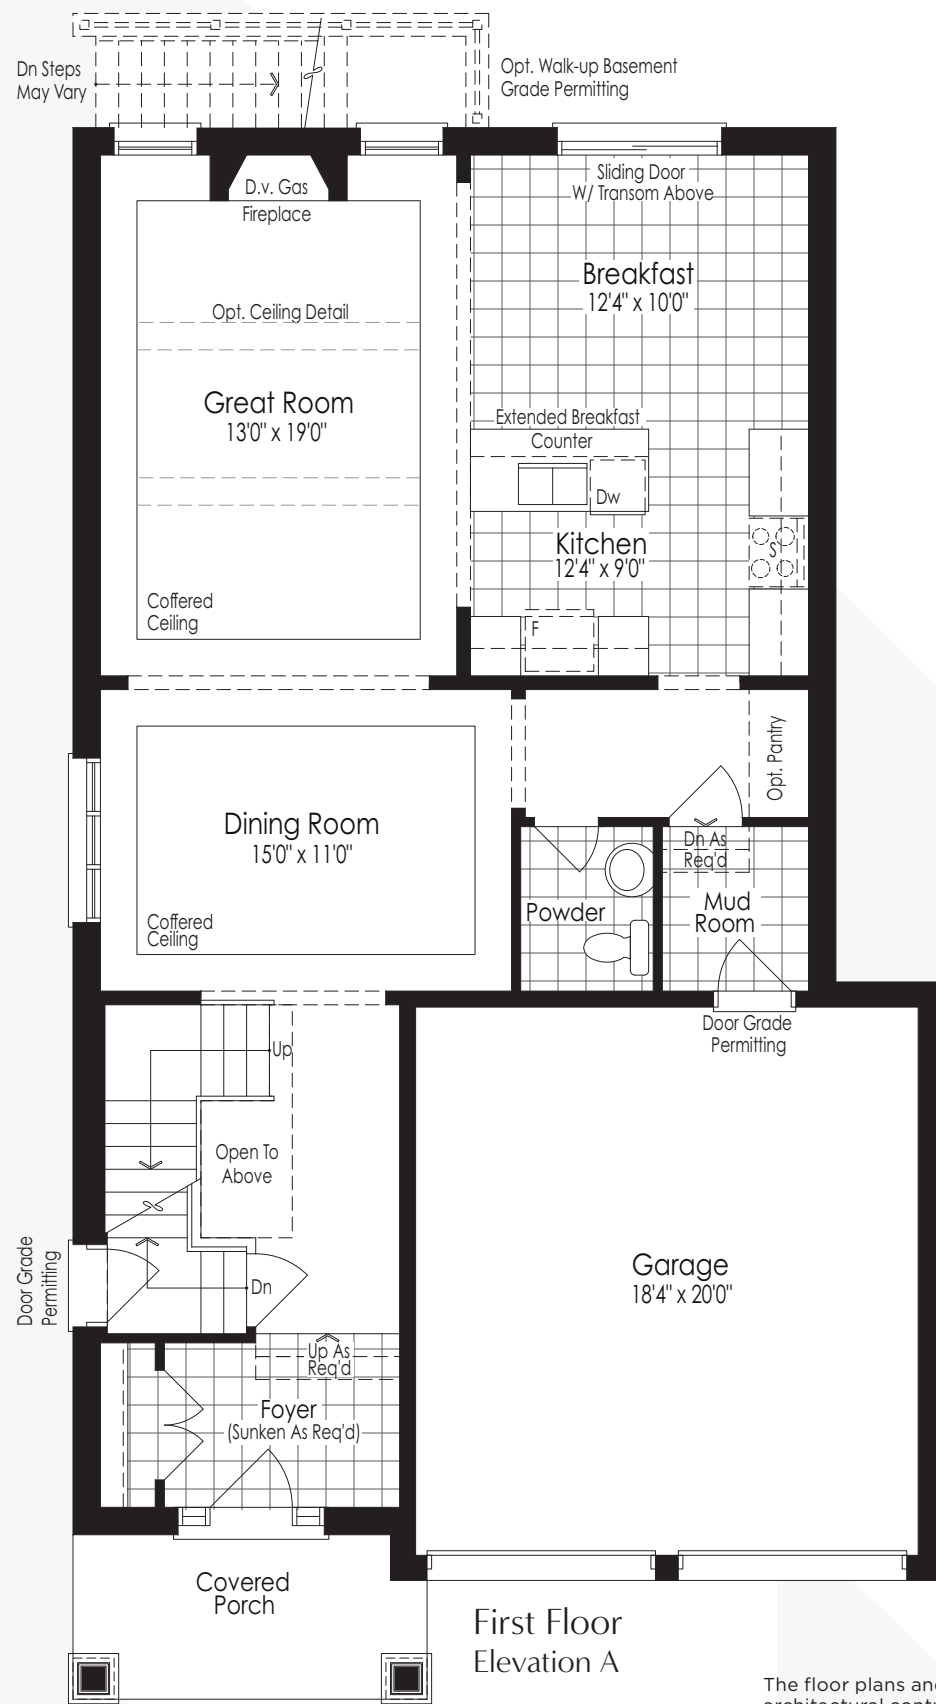 Dn Steps
May Vary
Opt. Walk-up Basement
Grade Permitting
D.v. Gas
Fireplace
Sliding Door
W/ Transom Above
Breakfast
12'4" x 10'0"
Opt. Ceiling Detail
Great Room
13'0" x 19'0"
Extended Breakfast
Counter
Dw
Kitchen
12'4" x 9'0"
S
F
Coffered
Ceiling
Opt. Pantry
Dining Room
15'0" x 11'0"
Coffered
Ceiling
Dn As
Req'd
Powder
Mud
Room
Door Grade
Permitting
Up
Open To
Above
Door Grade
Permitting
Dn
Garage
18'4" x 20'0"
Up As
Req'd
Foyer
(Sunken As Req'd)
Covered
Porch
First Floor
Elevation A
The floor plans and